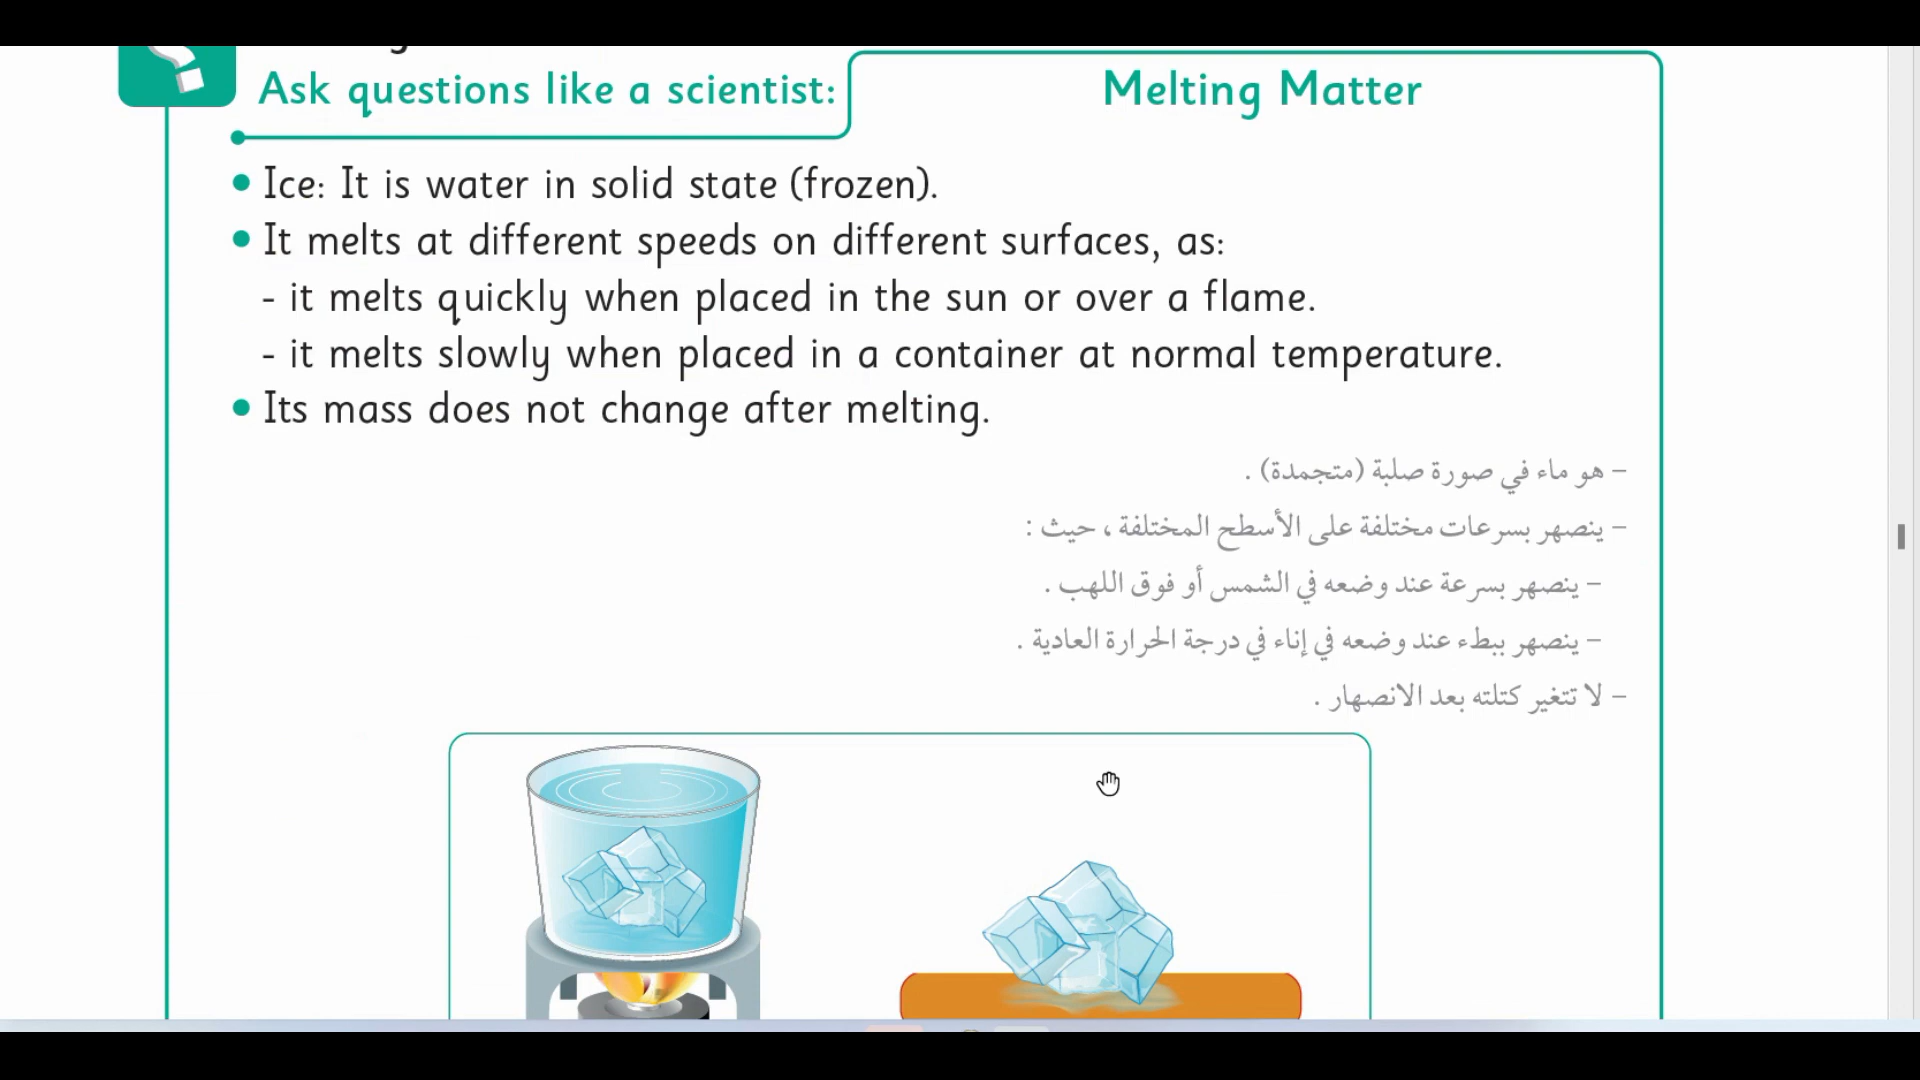 Ask questions like a scientist:
Melting Matter
• Ice: It is water in solid state (frozen).
• It melts at different speeds on different surfaces, as:
- it melts quickly when placed in the sun or over a flame.
- it melts slowly when placed in a container at normal temperature.
• Its mass does not change after melting.
– هو ماء في صورة صلبة (متجمدة) .
– ينصهر بسرعات مختلفة على الأسطح المختلفة ، حيث :
– ينصهر بسرعة عند وضعه في الشمس أو فوق اللهب .
– ينصهر ببطء عند وضعه في إناء في درجة الحرارة العادية .
– لا تتغير كتلته بعد الانصهار .